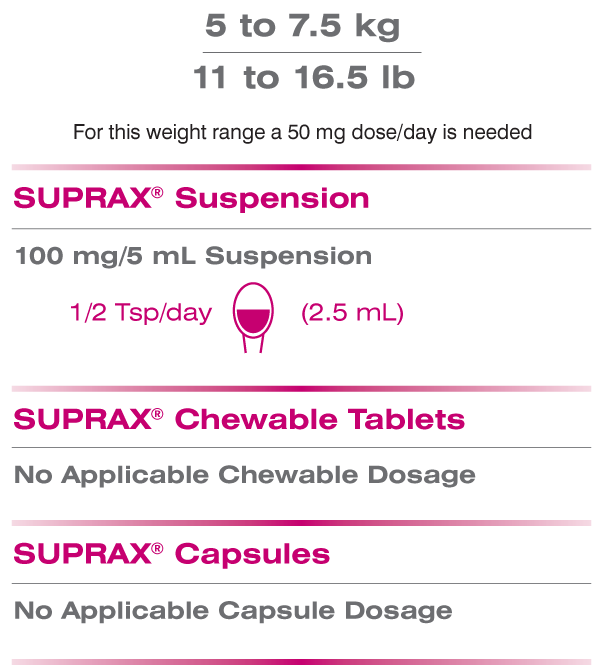 5 to 7.5 kg
11 to 16.5 lb
For this weight range a 50 mg dose/day is needed
SUPRAX® Suspension
100 mg/5 mL Suspension
1/2 Tsp/day (2.5 mL)
SUPRAX® Chewable Tablets
No Applicable Chewable Dosage
SUPRAX® Capsules
No Applicable Capsule Dosage